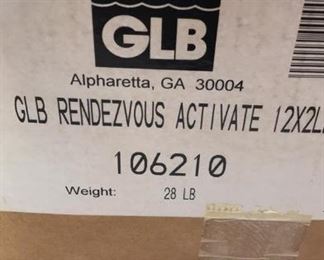 GLB
Alpharetta, GA 30004
GLB RENDEZVOUS ACTIVATE 12X2L
106210
Weight: 28 LB